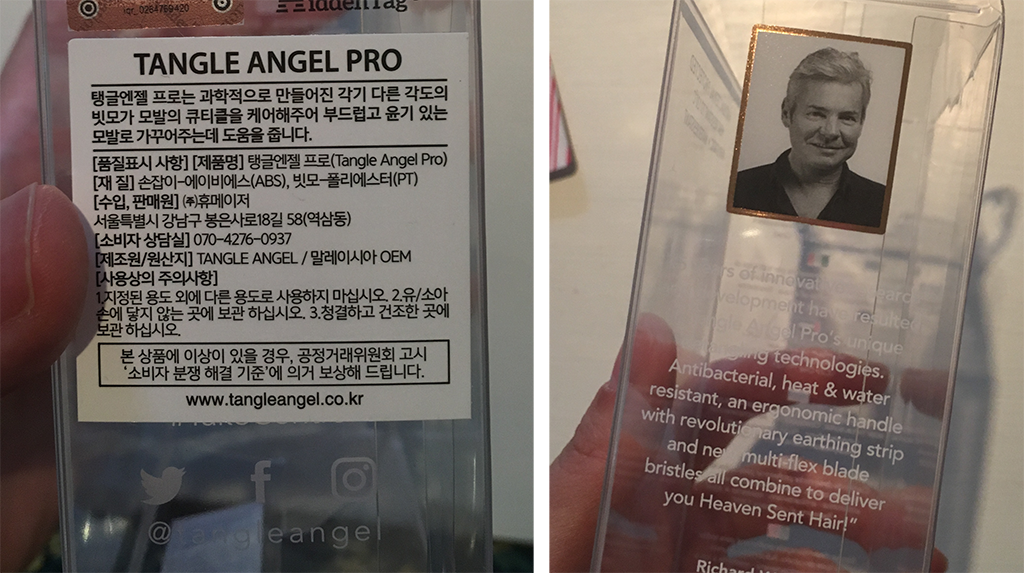 HiddenTag
TANGLE ANGEL PRO
탱글엔젤 프로는 과학적으로 만들어진 각기 다른 각도의
빗모가 모발의 큐티클을 케어해주어 부드럽고 윤기 있는
모발로 가꾸어주는데 도움을 줍니다.
[품질표시 사항] [제품명] 탱글엔젤 프로(Tangle Angel Pro)
[재 질] 손잡이-에이비에스(ABS), 빗모-폴리에스터(PT)
[수입, 판매원] ㈜휴메이저
서울특별시 강남구 봉은사로18길 58(역삼동)
[소비자 상담실] 070-4276-0937
[제조원/원산지] TANGLE ANGEL / 말레이시아 OEM
[사용상의 주의사항]
1.지정된 용도 외에 다른 용도로 사용하지 마십시오. 2.유/소아
손에 닿지 않는 곳에 보관 하십시오. 3.청결하고 건조한 곳에
보관 하십시오.
본 상품에 이상이 있을 경우, 공정거래위원회 고시
'소비자 분쟁 해결 기준'에 의거 보상해 드립니다.
www.tangleangel.co.kr
@tangleangel
of innovat
velopment have resulted
Angel Pro's unique
technologies.
Antibacterial, heat & water
resistant, an ergonomic handle
with revolutionary earthing strip
and new multi-flex blade
bristles all combine to deliver
you Heaven Sent Hair!"
Richard